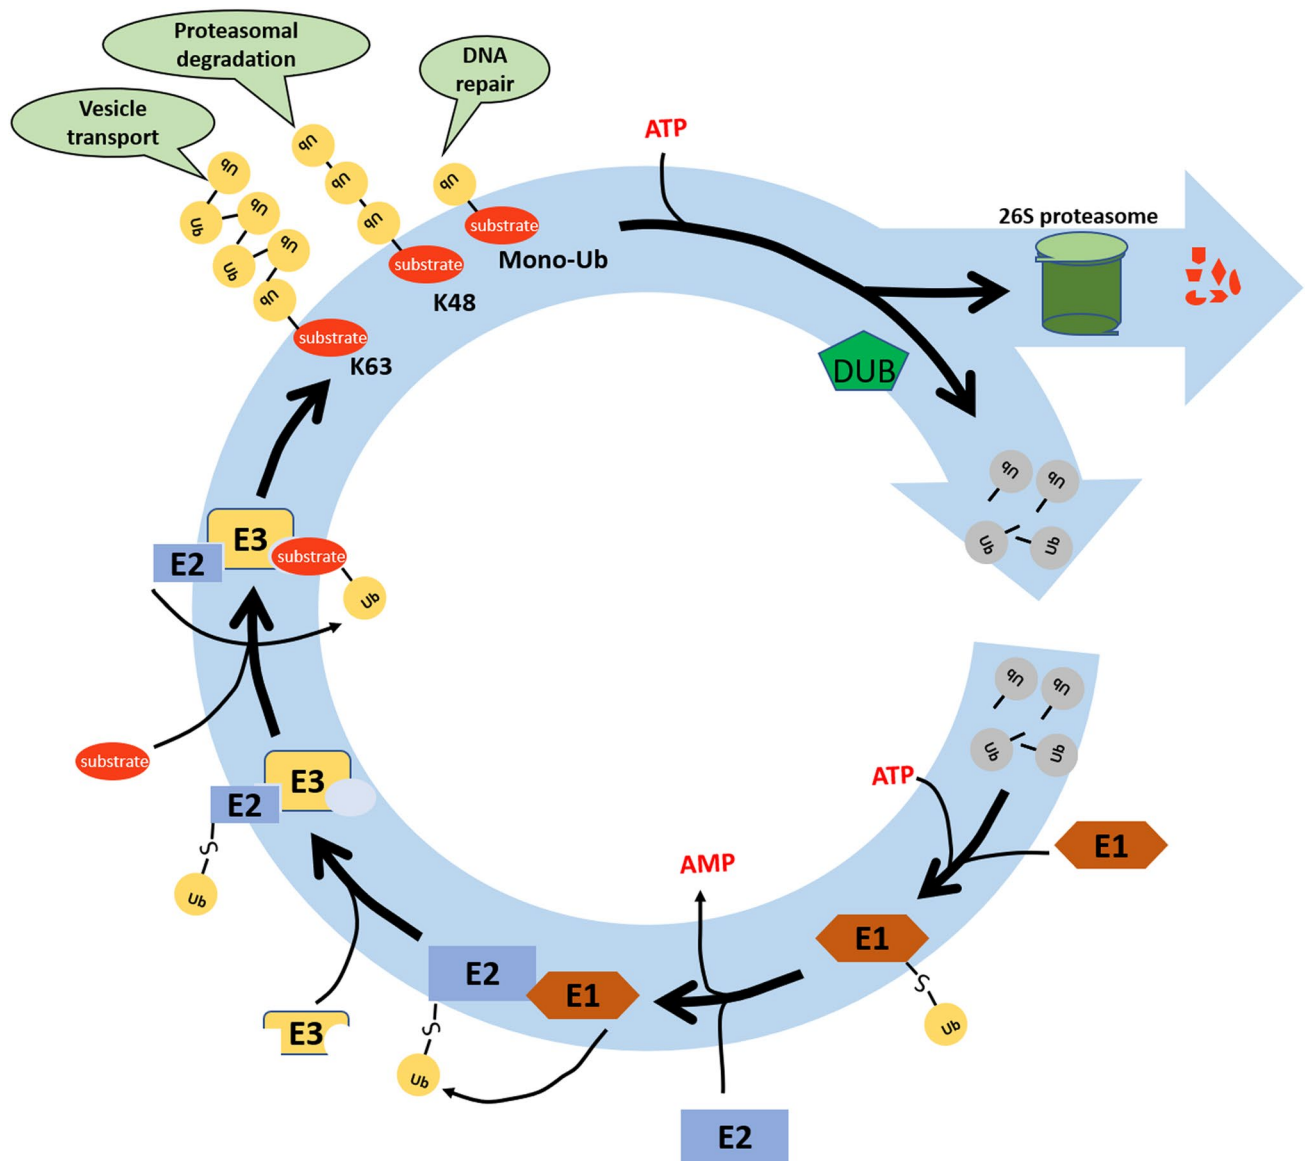 Proteasomal
degradation
DNA
repair
Vesicle
transport
ATP
Ub
Ub
Ub
Ub
Ub
Ub
Ub
Ub
Ub
Ub
substrate
Mono-Ub
substrate
K48
substrate
K63
26S proteasome
DUB
Ub
Ub
Ub
Ub
E3
E2
substrate
Ub
substrate
E3
E2
S
Ub
Ub
Ub
Ub
Ub
ATP
E1
AMP
E1
S
Ub
E2
E1
S
Ub
E3
E2